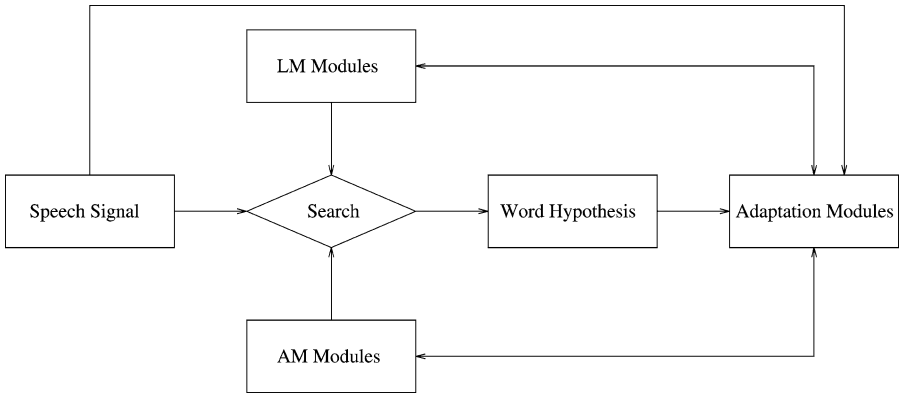 LM Modules
Speech Signal
Search
Word Hypothesis
Adaptation Modules
AM Modules